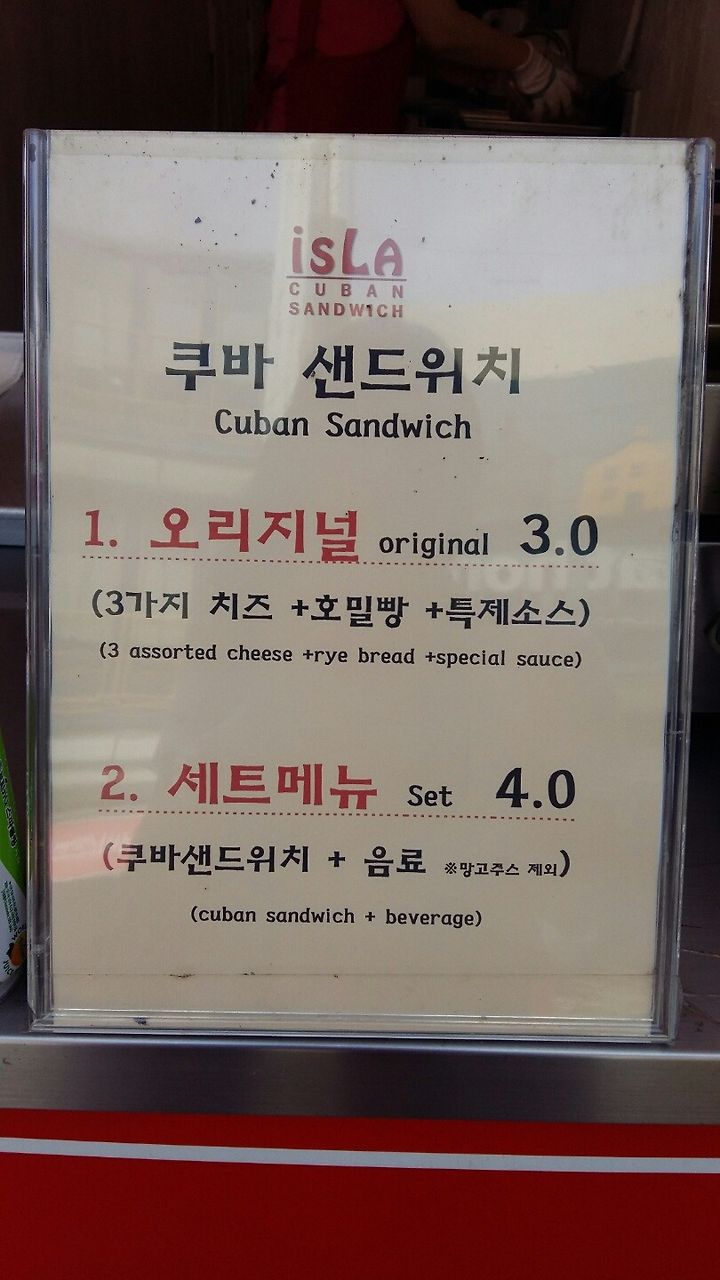 isLA
CUBAN
SANDWICH
쿠바 샌드위치
Cuban Sandwich
1. 오리지널 original 3.0
(3가지 치즈 +호밀빵 +특제소스)
(3 assorted cheese +rye bread +special sauce)
2. 세트메뉴 Set 4.0
(쿠바샌드위치 + 음료 ※망고주스 제외)
(cuban sandwich + beverage)